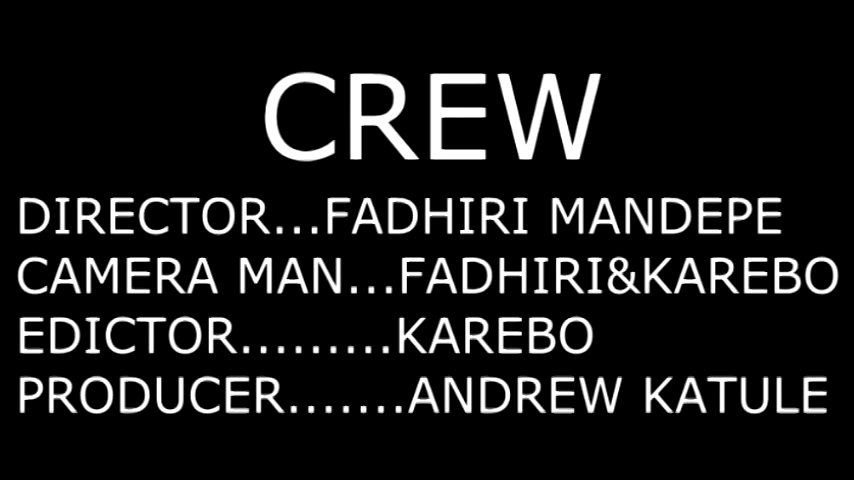 CREW
DIRECTOR...FADHIRI MANDEPE
CAMERA MAN...FADHIRI&KAREBO
EDICTOR.........KAREBO
PRODUCER.......ANDREW KATULE